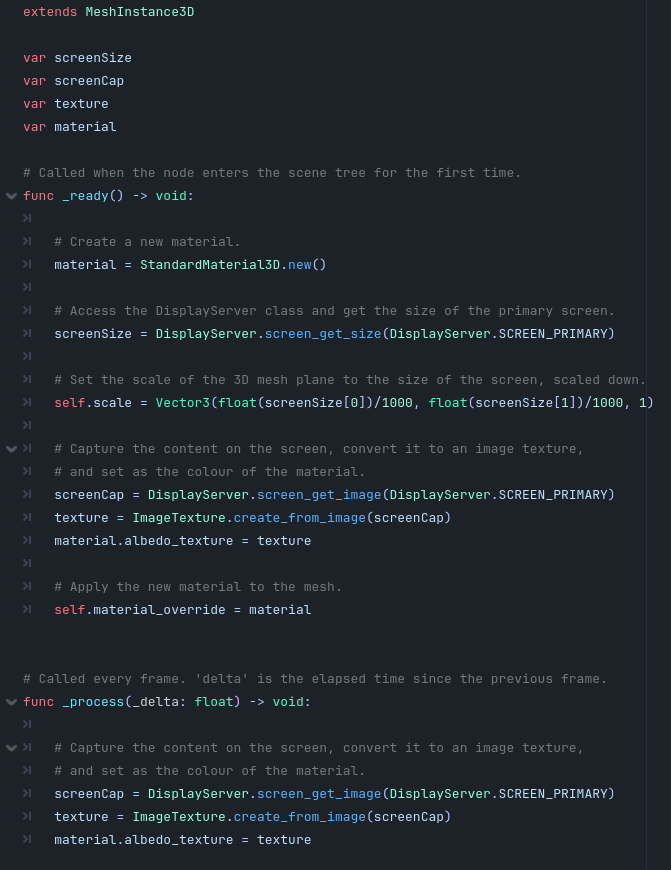 extends MeshInstance3D
var screenSize
var screenCap
var texture
var material
# Called when the node enters the scene tree for the first time.
func _ready() -> void:
# Create a new material.
material = StandardMaterial3D.new()
# Access the DisplayServer class and get the size of the primary screen.
screenSize = DisplayServer.screen_get_size(DisplayServer.SCREEN_PRIMARY)
# Set the scale of the 3D mesh plane to the size of the screen, scaled down.
self.scale = Vector3(float(screenSize[0])/1000, float(screenSize[1])/1000, 1)
# Capture the content on the screen, convert it to an image texture,
# and set as the colour of the material.
screenCap = DisplayServer.screen_get_image(DisplayServer.SCREEN_PRIMARY)
texture = ImageTexture.create_from_image(screenCap)
material.albedo_texture = texture
# Apply the new material to the mesh.
self.material_override = material
# Called every frame. 'delta' is the elapsed time since the previous frame.
func _process(_delta: float) -> void:
# Capture the content on the screen, convert it to an image texture,
# and set as the colour of the material.
screenCap = DisplayServer.screen_get_image(DisplayServer.SCREEN_PRIMARY)
texture = ImageTexture.create_from_image(screenCap)
material.albedo_texture = texture